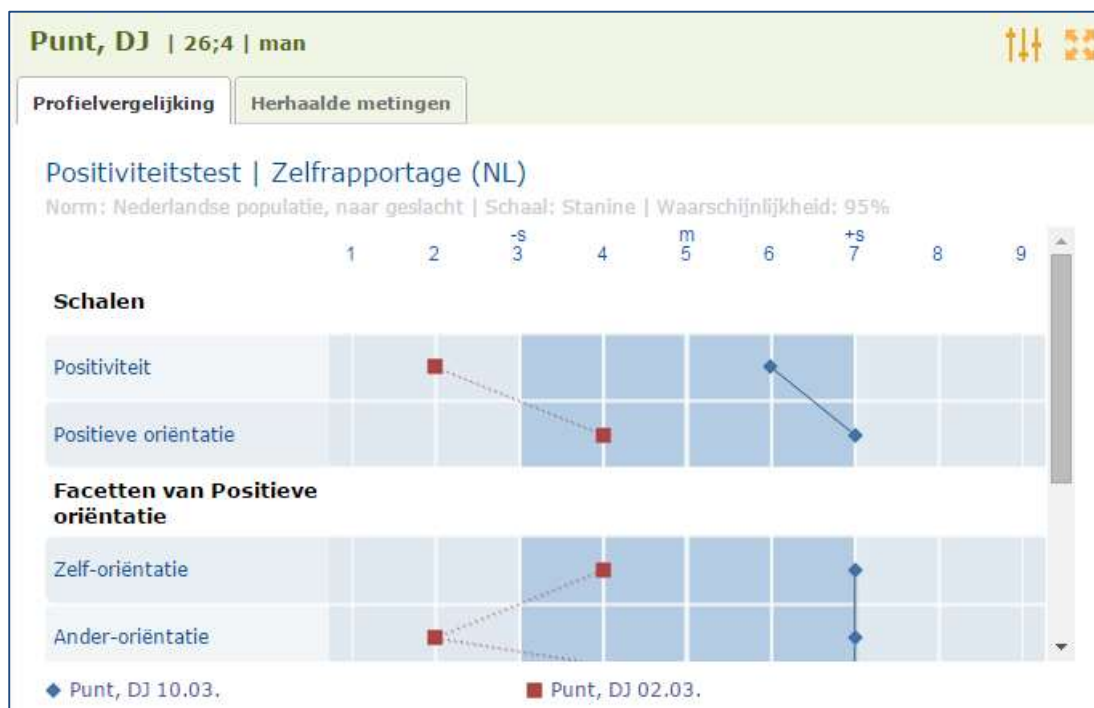 Punt, DJ | 26;4 | man
Profielvergelijking Herhaalde metingen
Positiviteitstest | Zelfrapportage (NL)
Norm: Nederlandse populatie, naar geslacht | Schaal: Stanine | Waarschijnlijkheid: 95%
-s m +s
1 2 3 4 5 6 7 8 9
Schalen
Positiviteit
Positieve oriëntatie
Facetten van Positieve
oriëntatie
Zelf-oriëntatie
Ander-oriëntatie
Punt, DJ 10.03. Punt, DJ 02.03.